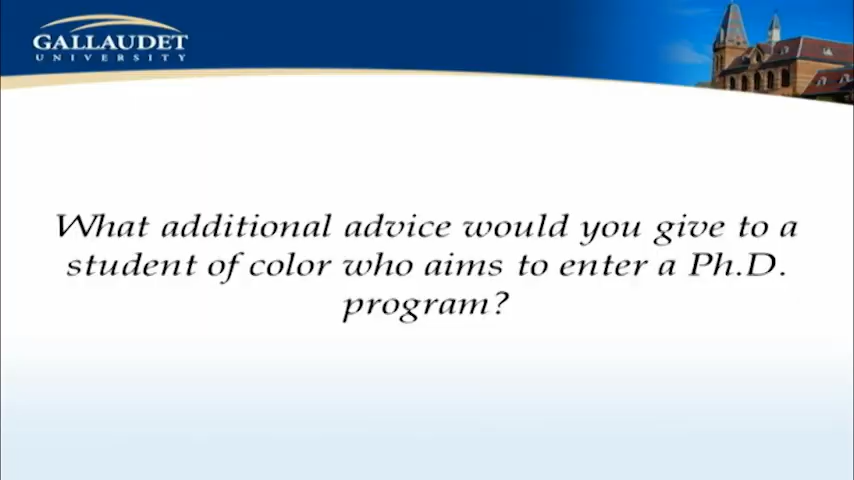 GALLAUDET
UNIVERSITY
What additional advice would you give to a
student of color who aims to enter a Ph.D.
program?